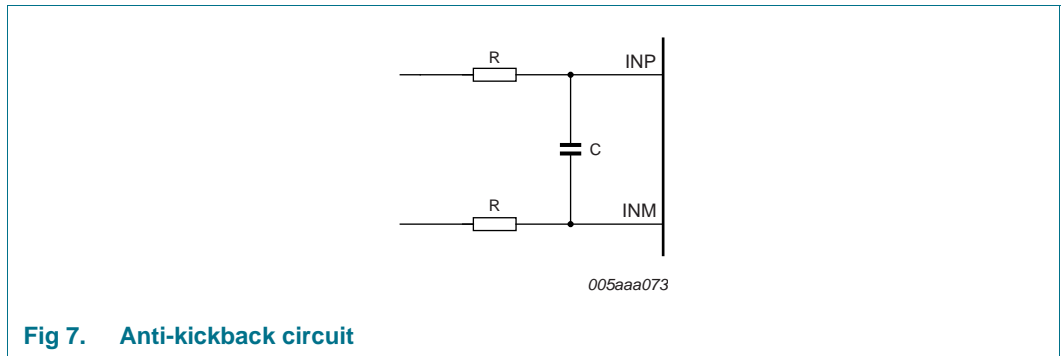 R
INP
C
R
INM
005aaa073
Fig 7. Anti-kickback circuit